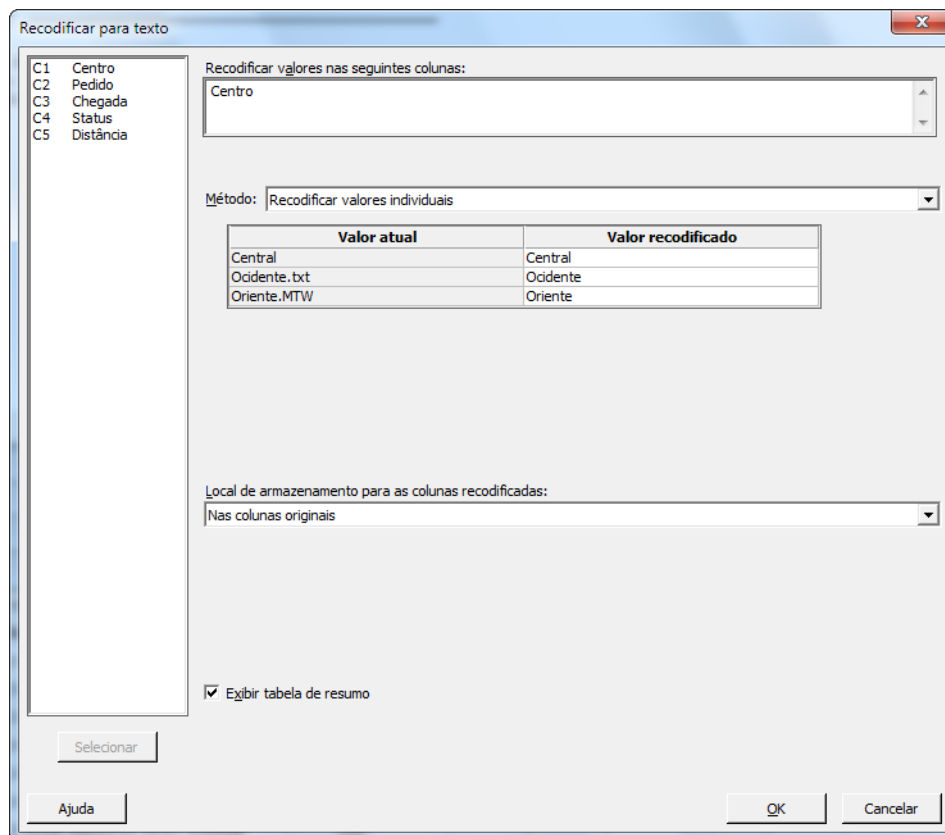 Recodificar para texto
C1 Centro
C2 Pedido
C3 Chegada
C4 Status
C5 Distância
Recodificar valores nas seguintes colunas:
Centro
Método: Recodificar valores individuais
Valor atual Valor recodificado
Central Central
Ocidente.txt Ocidente
Oriente.MTW Oriente
Local de armazenamento para as colunas recodificadas:
Nas colunas originais
Exibir tabela de resumo
Selecionar
Ajuda OK Cancelar